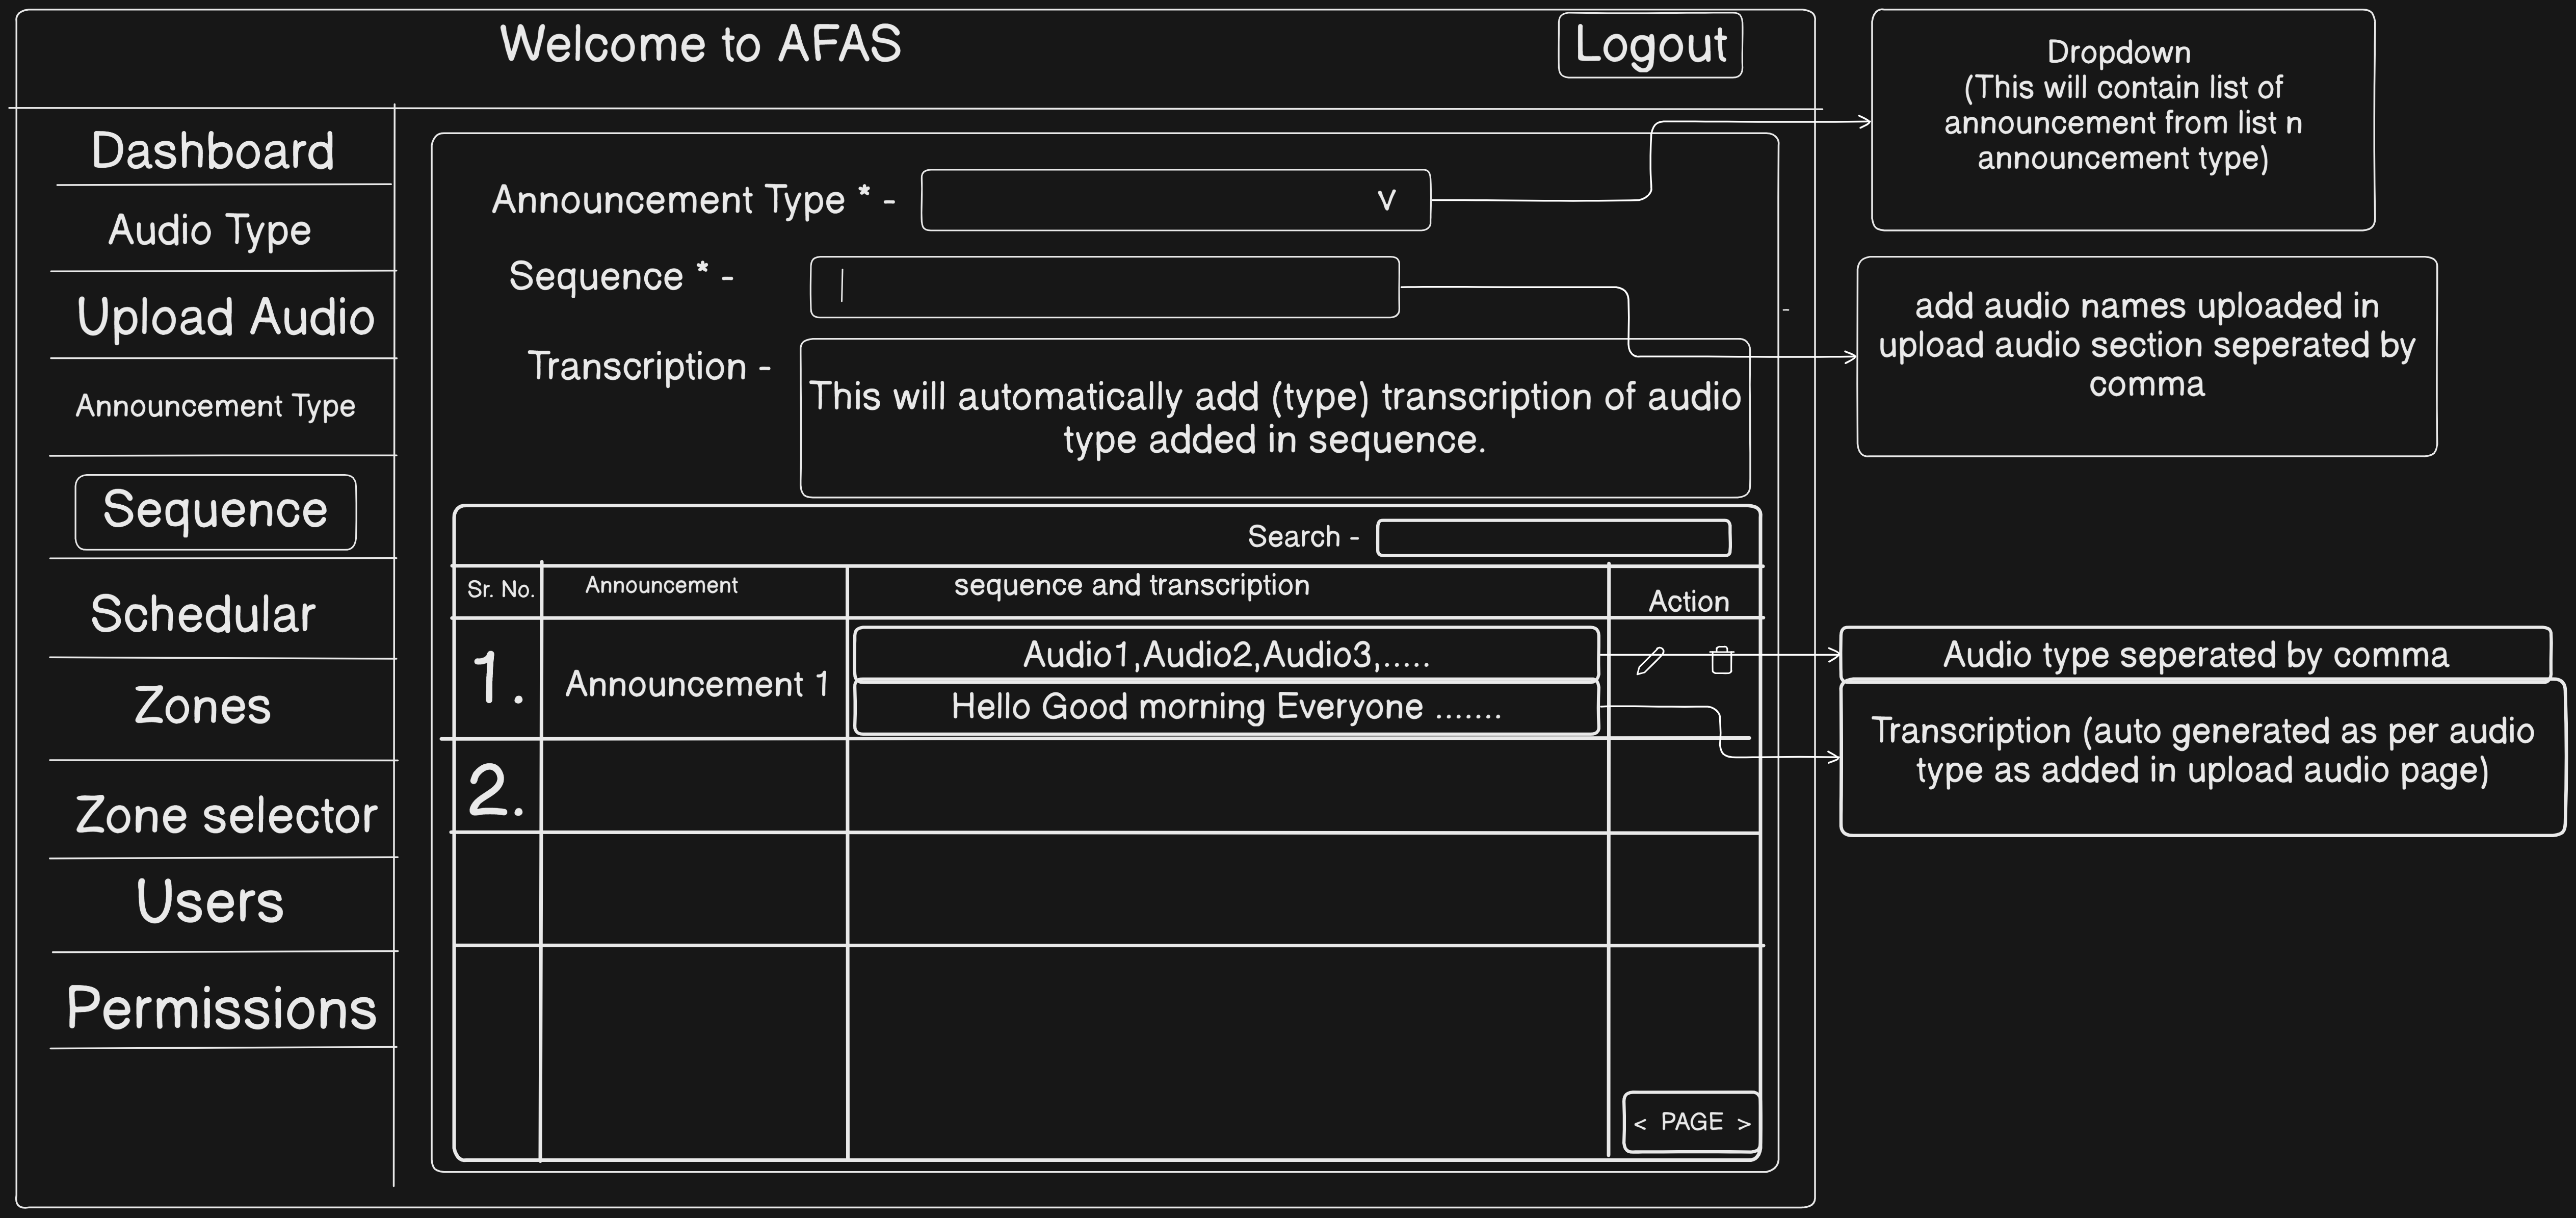 Welcome to AFAS
Logout
Dashboard
Audio Type
Upload Audio
Announcement Type
Sequence
Schedular
Zones
Zone selector
Users
Permissions
Announcement Type * -
v
Sequence * -
Transcription -
This will automatically add (type) transcription of audio
type added in sequence.
Search -
Sr. No.
Announcement
sequence and transcription
Action
1.
Announcement 1
Audio1,Audio2,Audio3,.....
Hello Good morning Everyone .......
2.
< PAGE >
Dropdown
(This will contain list of
announcement from list n
announcement type)
-
add audio names uploaded in
upload audio section seperated by
comma
Audio type seperated by comma
Transcription (auto generated as per audio
type as added in upload audio page)